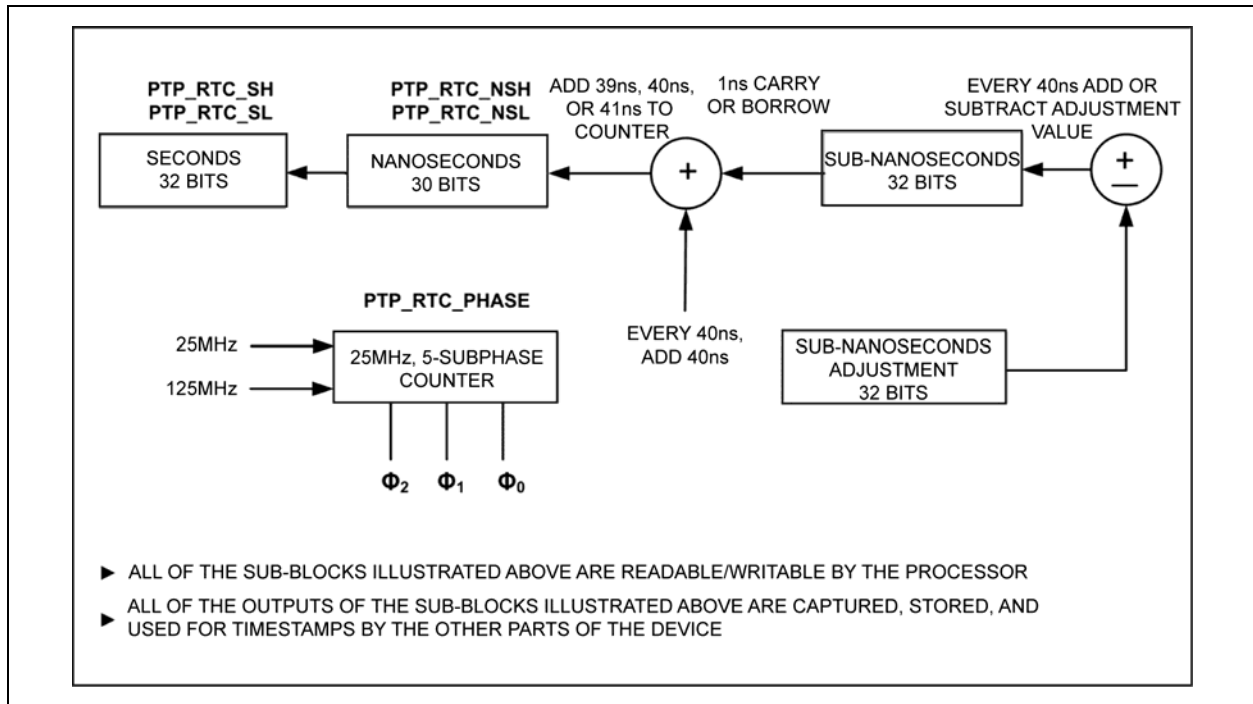 PTP_RTC_SH
PTP_RTC_SL
SECONDS
32 BITS
PTP_RTC_NSH
PTP_RTC_NSL
NANOSECONDS
30 BITS
ADD 39ns, 40ns,
OR 41ns TO
COUNTER
+
1ns CARRY
OR BORROW
SUB-NANOSECONDS
32 BITS
EVERY 40ns ADD OR
SUBTRACT ADJUSTMENT
VALUE
+
—
EVERY 40ns,
ADD 40ns
SUB-NANOSECONDS
ADJUSTMENT
32 BITS
PTP_RTC_PHASE
25MHz
125MHz
25MHz, 5-SUBPHASE
COUNTER
Φ2 Φ1 Φ0
► ALL OF THE SUB-BLOCKS ILLUSTRATED ABOVE ARE READABLE/WRITABLE BY THE PROCESSOR
► ALL OF THE OUTPUTS OF THE SUB-BLOCKS ILLUSTRATED ABOVE ARE CAPTURED, STORED, AND
USED FOR TIMESTAMPS BY THE OTHER PARTS OF THE DEVICE